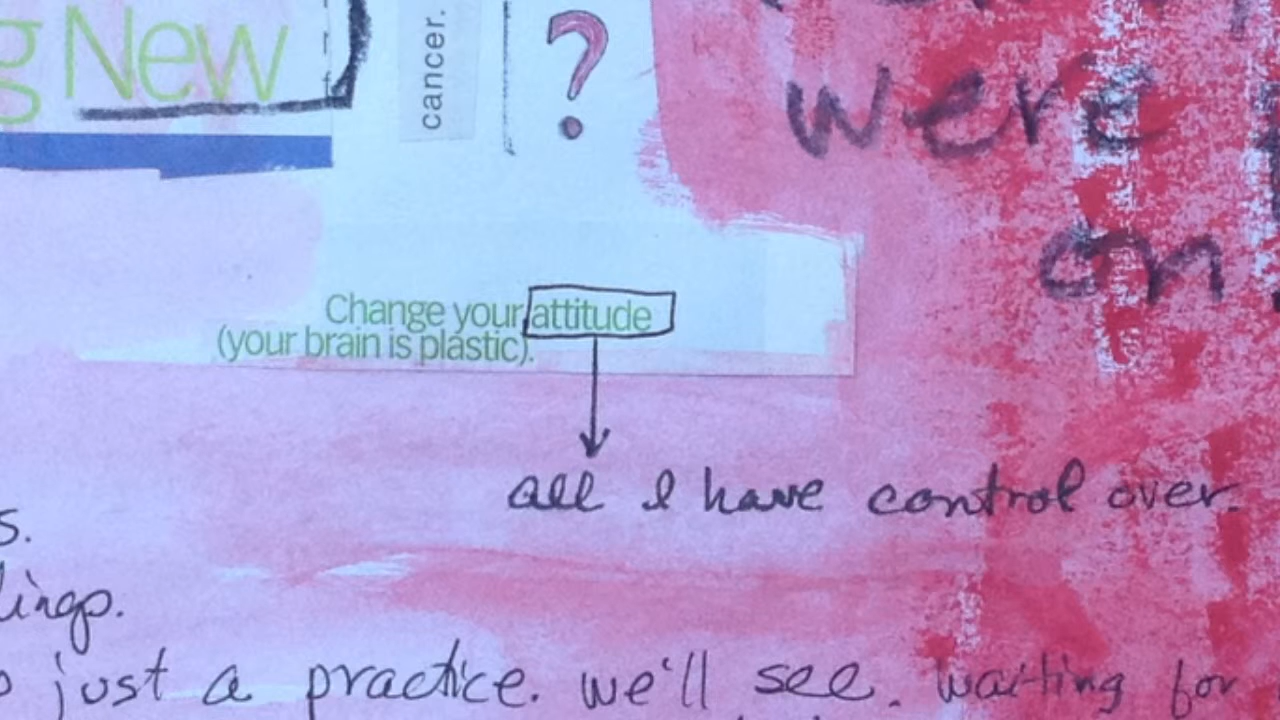 New
cancer.
?
were
on
Change your attitude
(your brain is plastic).
all I have control over.
s.
lings.
just a practice. we'll see. waiting for